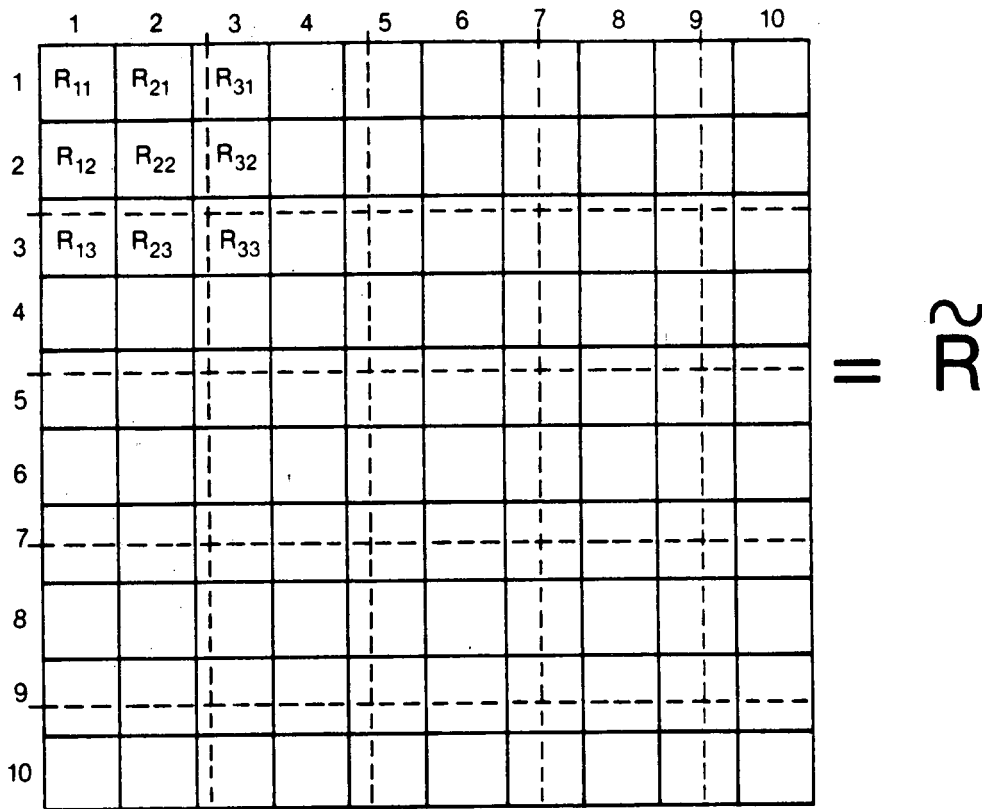 1 2 3 4 5 6 7 8 9 10
1 R₁₁ R₂₁ R₃₁
2 R₁₂ R₂₂ R₃₂
3 R₁₃ R₂₃ R₃₃
4
5
= R̃
6
7
8
9
10